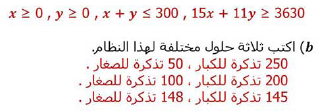 x ≥ 0 , y ≥ 0 , x + y ≤ 300 , 15x + 11y ≥ 3630
b) اكتب ثلاثة حلول مختلفة لهذا النظام.
250 تذكرة للكبار ، 50 تذكرة للصغار .
200 تذكرة للكبار ، 100 تذكرة للصغار .
145 تذكرة للكبار ، 148 تذكرة للصغار .